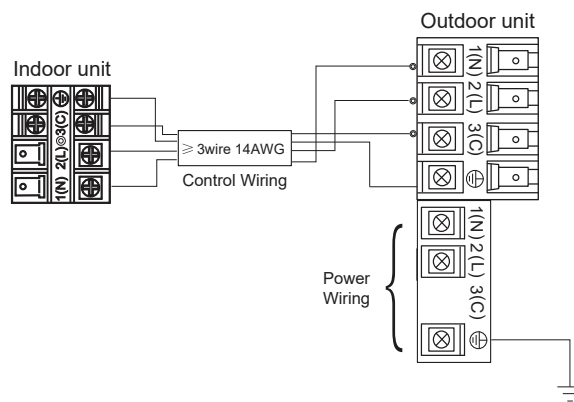 Outdoor unit
Indoor unit
1(N) 2(L) 3(C)
1(N) 2(L) 3(C)
≥ 3wire 14AWG
Control Wiring
1(N) 2(L) 3(C)
Power
Wiring